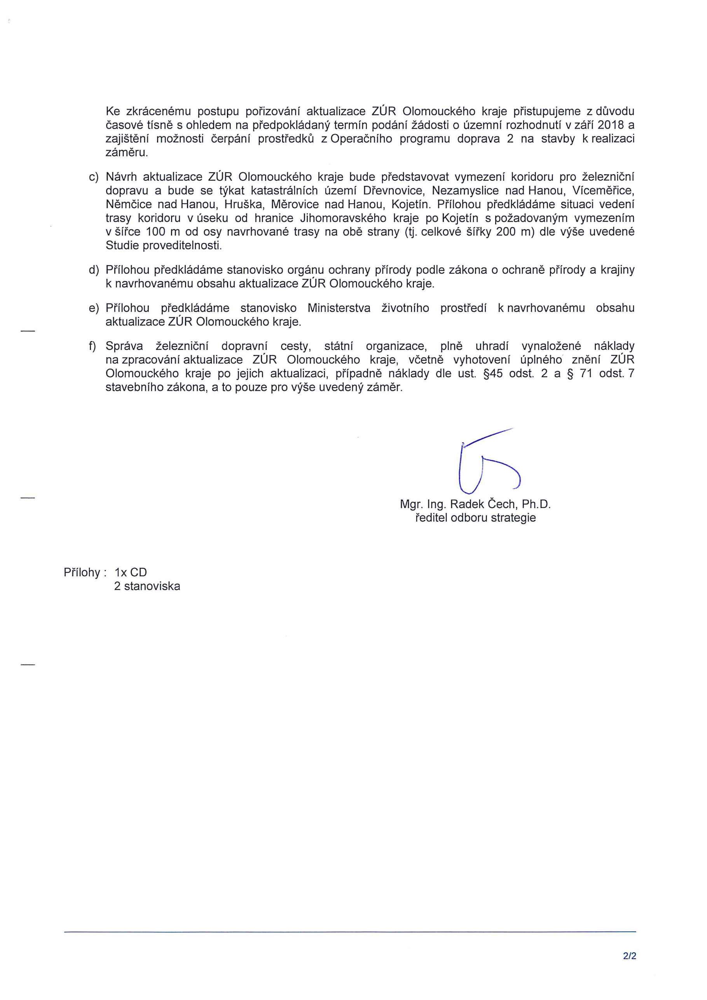 Ke zkrácenému postupu pořizování aktualizace ZÚR Olomouckého kraje přistupujeme z důvodu
časové tísně s ohledem na předpokládaný termín podání žádosti o územní rozhodnutí v září 2018 a
zajištění možnosti čerpání prostředků z Operačního programu doprava 2 na stavby k realizaci
záměru.
c) Návrh aktualizace ZÚR Olomouckého kraje bude představovat vymezení koridoru pro železniční
dopravu a bude se týkat katastrálních území Dřevnovice, Nezamyslice nad Hanou, Víceměřice,
Němčice nad Hanou, Hruška, Měrovice nad Hanou, Kojetín. Přílohou předkládáme situaci vedení
trasy koridoru v úseku od hranice Jihomoravského kraje po Kojetín s požadovaným vymezením
v šířce 100 m od osy navrhované trasy na obě strany (tj. celkové šířky 200 m) dle výše uvedené
Studie proveditelnosti.
d) Přílohou předkládáme stanovisko orgánu ochrany přírody podle zákona o ochraně přírody a krajiny
k navrhovanému obsahu aktualizace ZÚR Olomouckého kraje.
e) Přílohou předkládáme stanovisko Ministerstva životního prostředí k navrhovanému obsahu
aktualizace ZÚR Olomouckého kraje.
f) Správa železniční dopravní cesty, státní organizace, plně uhradí vynaložené náklady
na zpracování aktualizace ZÚR Olomouckého kraje, včetně vyhotovení úplného znění ZÚR
Olomouckého kraje po jejich aktualizaci, případně náklady dle ust. §45 odst. 2 a § 71 odst. 7
stavebního zákona, a to pouze pro výše uvedený záměr.
Mgr. Ing. Radek Čech, Ph.D.
ředitel odboru strategie
Přílohy : 1x CD
2 stanoviska
2/2